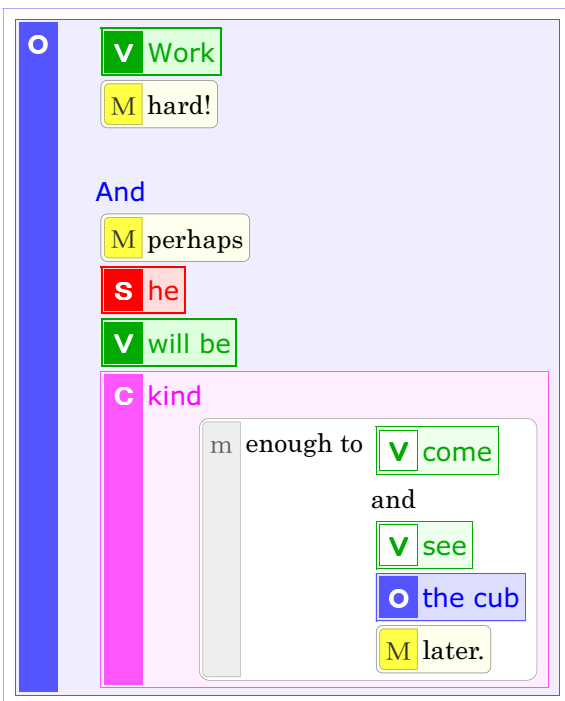 O
V Work
M hard!
And
M perhaps
S he
V will be
C kind
m enough to V come
and
V see
O the cub
M later.